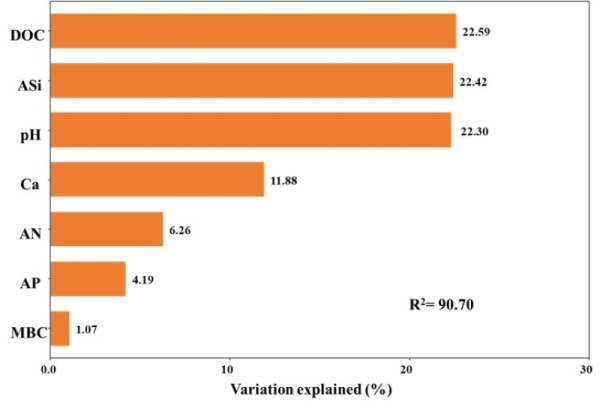 DOC 22.59
ASi 22.42
pH 22.30
Ca 11.88
AN 6.26
AP 4.19
R²= 90.70
MBC 1.07
0.0 10 20 30
Variation explained (%)